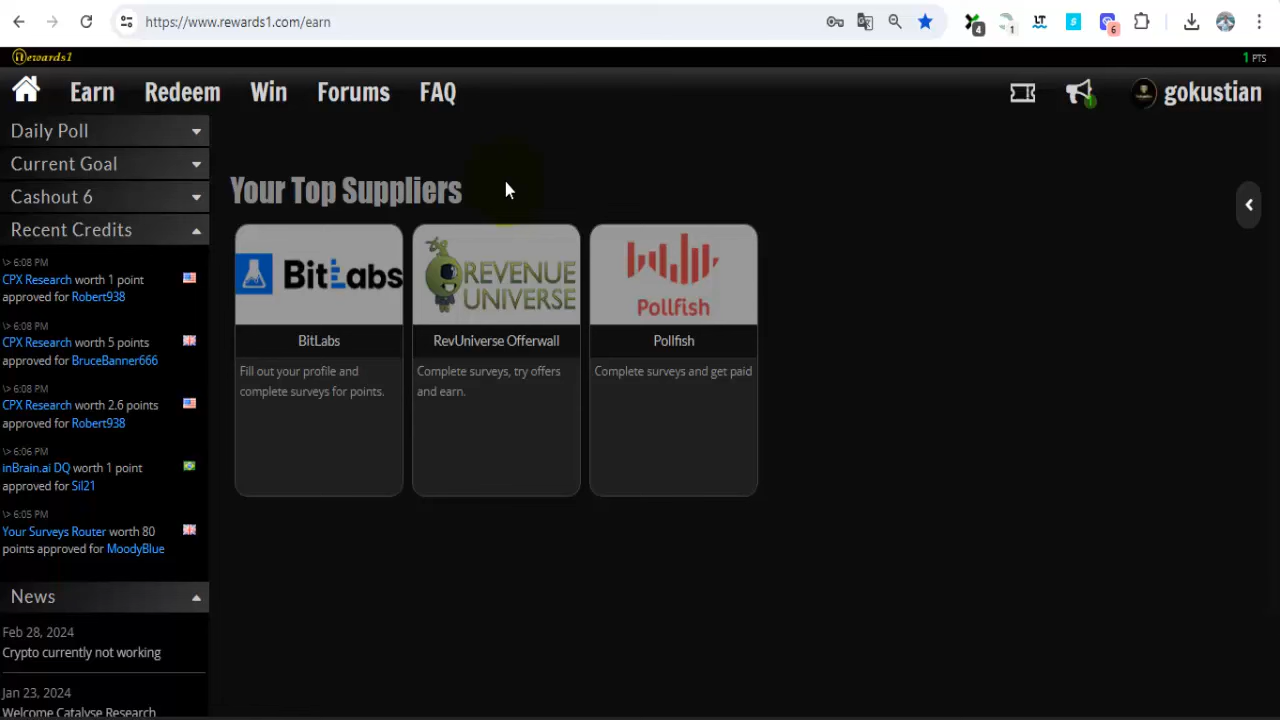 https://www.rewards1.com/earn
4
1
LT
S
6
Rewards1
1 PTS
Earn
Redeem
Win
Forums
FAQ
gokustian
Daily Poll
Current Goal
Cashout 6
Recent Credits
\> 6:08 PM
CPX Research worth 1 point
approved for Robert938
\> 6:08 PM
CPX Research worth 5 points
approved for BruceBanner666
\> 6:08 PM
CPX Research worth 2.6 points
approved for Robert938
\> 6:06 PM
inBrain.ai DQ worth 1 point
approved for Sil21
\> 6:05 PM
Your Surveys Router worth 80
points approved for MoodyBlue
News
Feb 28, 2024
Crypto currently not working
Jan 23, 2024
Welcome Catalyse Research
Your Top Suppliers
BitLabs
BitLabs
Fill out your profile and
complete surveys for points.
REVENUE
UNIVERSE
RevUniverse Offerwall
Complete surveys, try offers
and earn.
Pollfish
Pollfish
Complete surveys and get paid